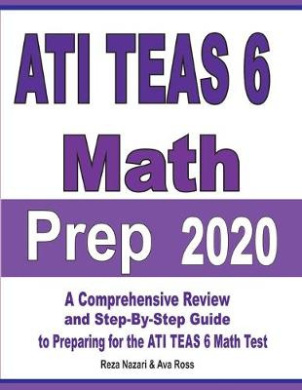 ATI TEAS 6
Math
Prep 2020
A Comprehensive Review
and Step-By-Step Guide
to Preparing for the ATI TEAS 6 Math Test
Reza Nazari & Ava Ross